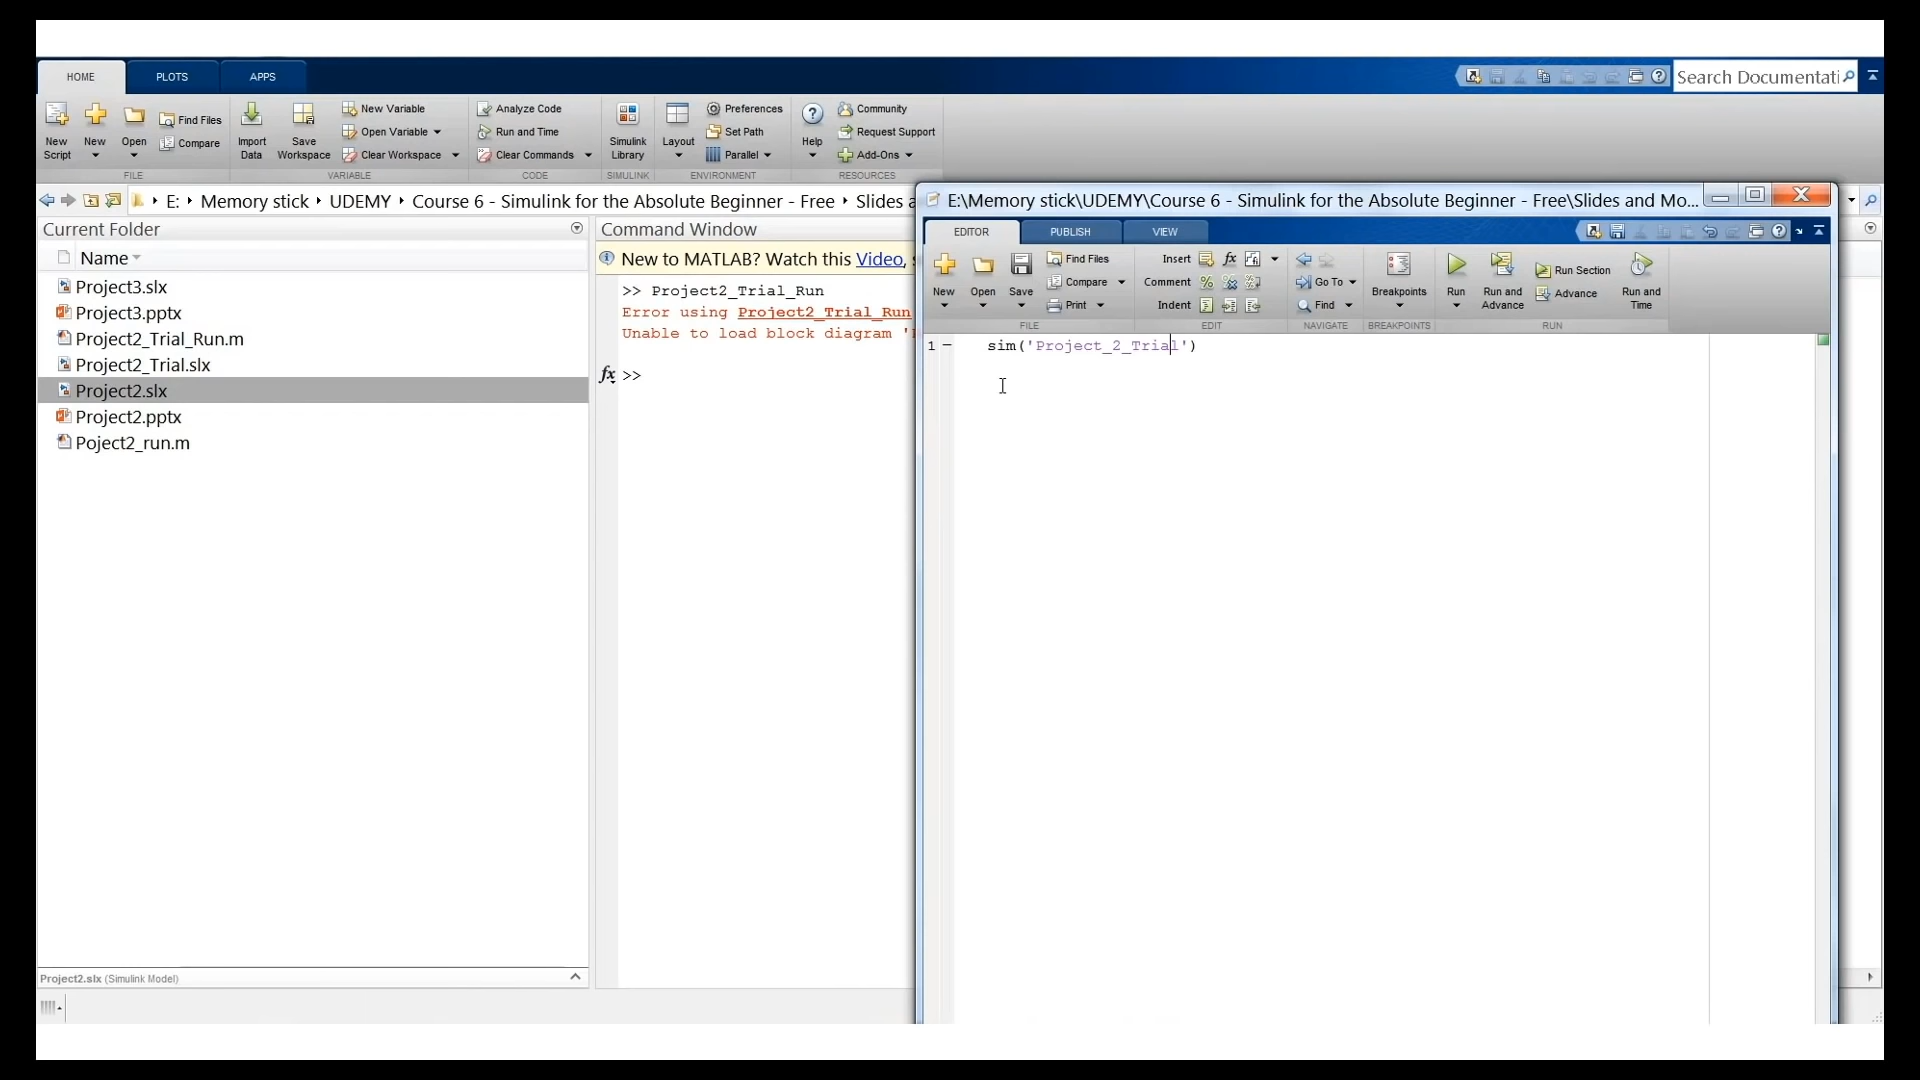 HOME PLOTS APPS
Search Documentati
New Script
New
Open
Find Files
Compare
Import Data
Save Workspace
New Variable
Open Variable
Clear Workspace
Analyze Code
Run and Time
Clear Commands
Simulink Library
Layout
Preferences
Set Path
Parallel
Help
Community
Request Support
Add-Ons
FILE VARIABLE CODE SIMULINK ENVIRONMENT RESOURCES
E: Memory stick UDEMY Course 6 - Simulink for the Absolute Beginner - Free Slides a
Current Folder
Name
Project3.slx
Project3.pptx
Project2_Trial_Run.m
Project2_Trial.slx
Project2.slx
Project2.pptx
Poject2_run.m
Project2.slx (Simulink Model)
Command Window
New to MATLAB? Watch this Video,
>> Project2_Trial_Run
Error using Project2_Trial_Run
Unable to load block diagram '
fx >>
E:\Memory stick\UDEMY\Course 6 - Simulink for the Absolute Beginner - Free\Slides and Mo...
EDITOR PUBLISH VIEW
New
Open
Save
Find Files
Compare
Print
Insert fx
Comment
Indent
Go To
Find
Breakpoints
Run
Run and Advance
Run Section
Advance
Run and Time
FILE EDIT NAVIGATE BREAKPOINTS RUN
1 sim('Project_2_Trial')